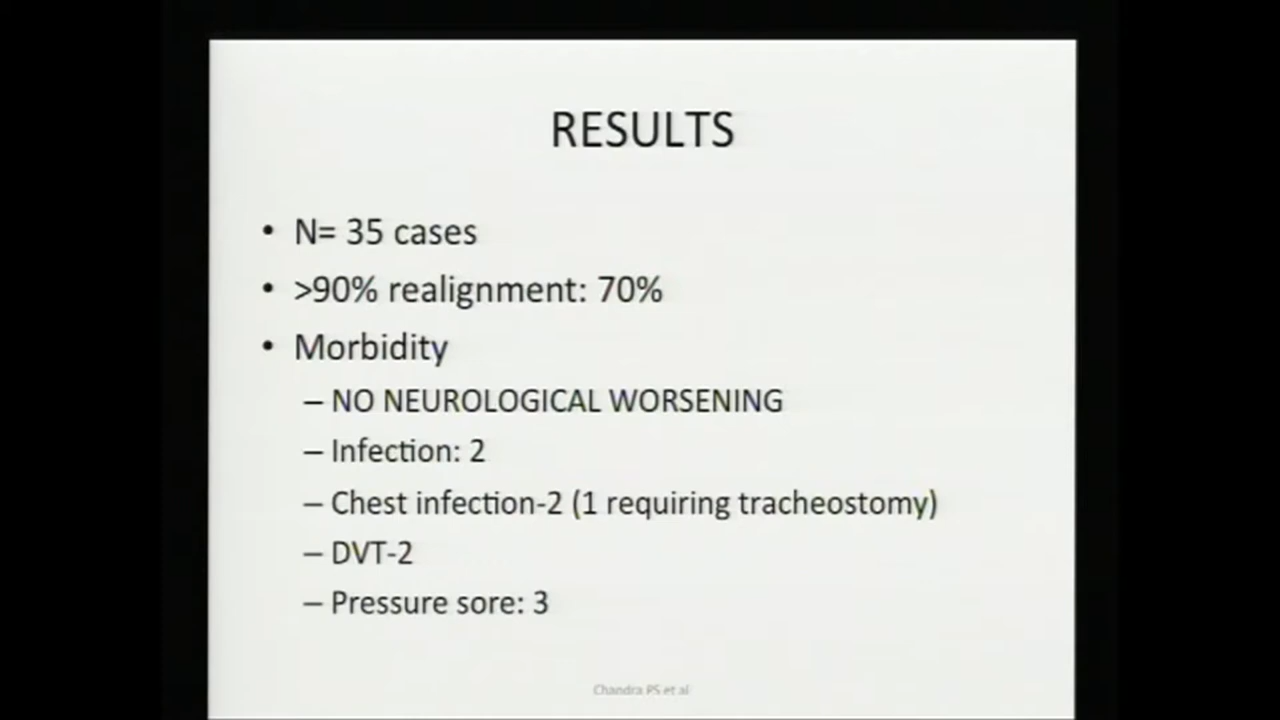 RESULTS
• N= 35 cases
• >90% realignment: 70%
• Morbidity
– NO NEUROLOGICAL WORSENING
– Infection: 2
– Chest infection-2 (1 requiring tracheostomy)
– DVT-2
– Pressure sore: 3
Chandra PS et al